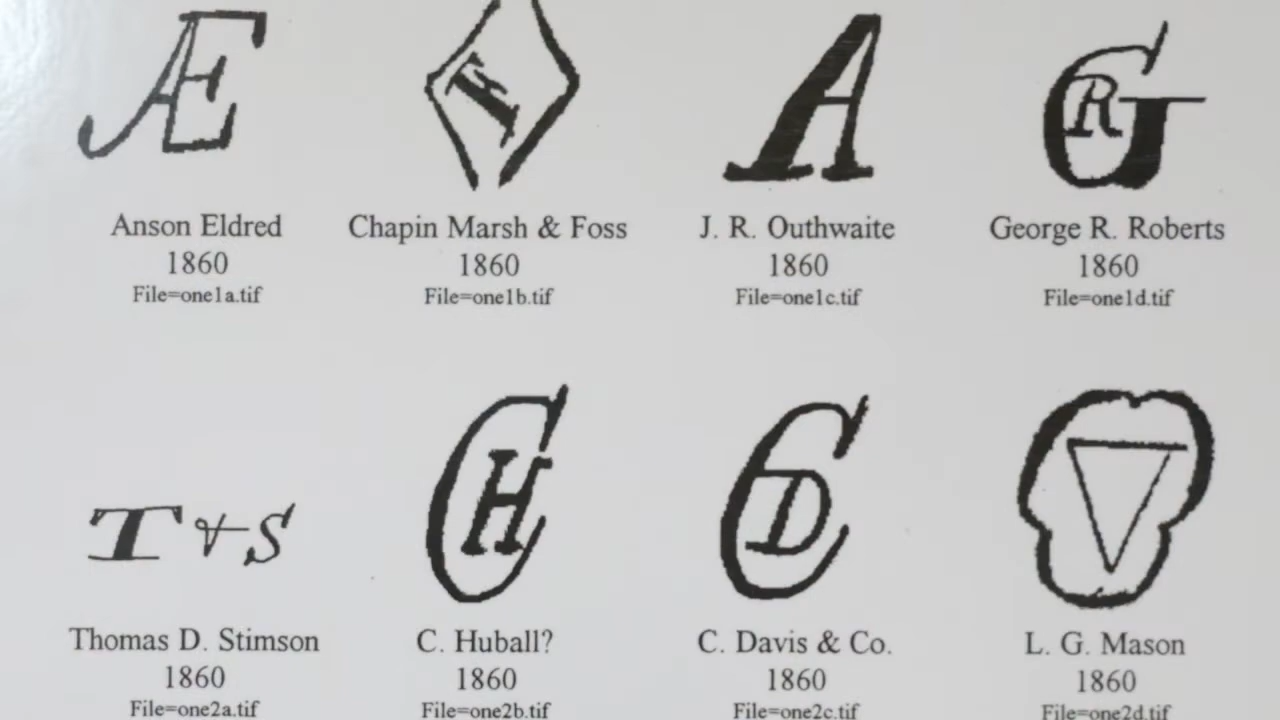 Æ
F
A
G R
Anson Eldred
Chapin Marsh & Foss
J. R. Outhwaite
George R. Roberts
1860
1860
1860
1860
File=one1a.tif
File=one1b.tif
File=one1c.tif
File=one1d.tif
T & S
C H
C D
Thomas D. Stimson
C. Huball?
C. Davis & Co.
L. G. Mason
1860
1860
1860
1860
File=one2a.tif
File=one2b.tif
File=one2c.tif
File=one2d.tif